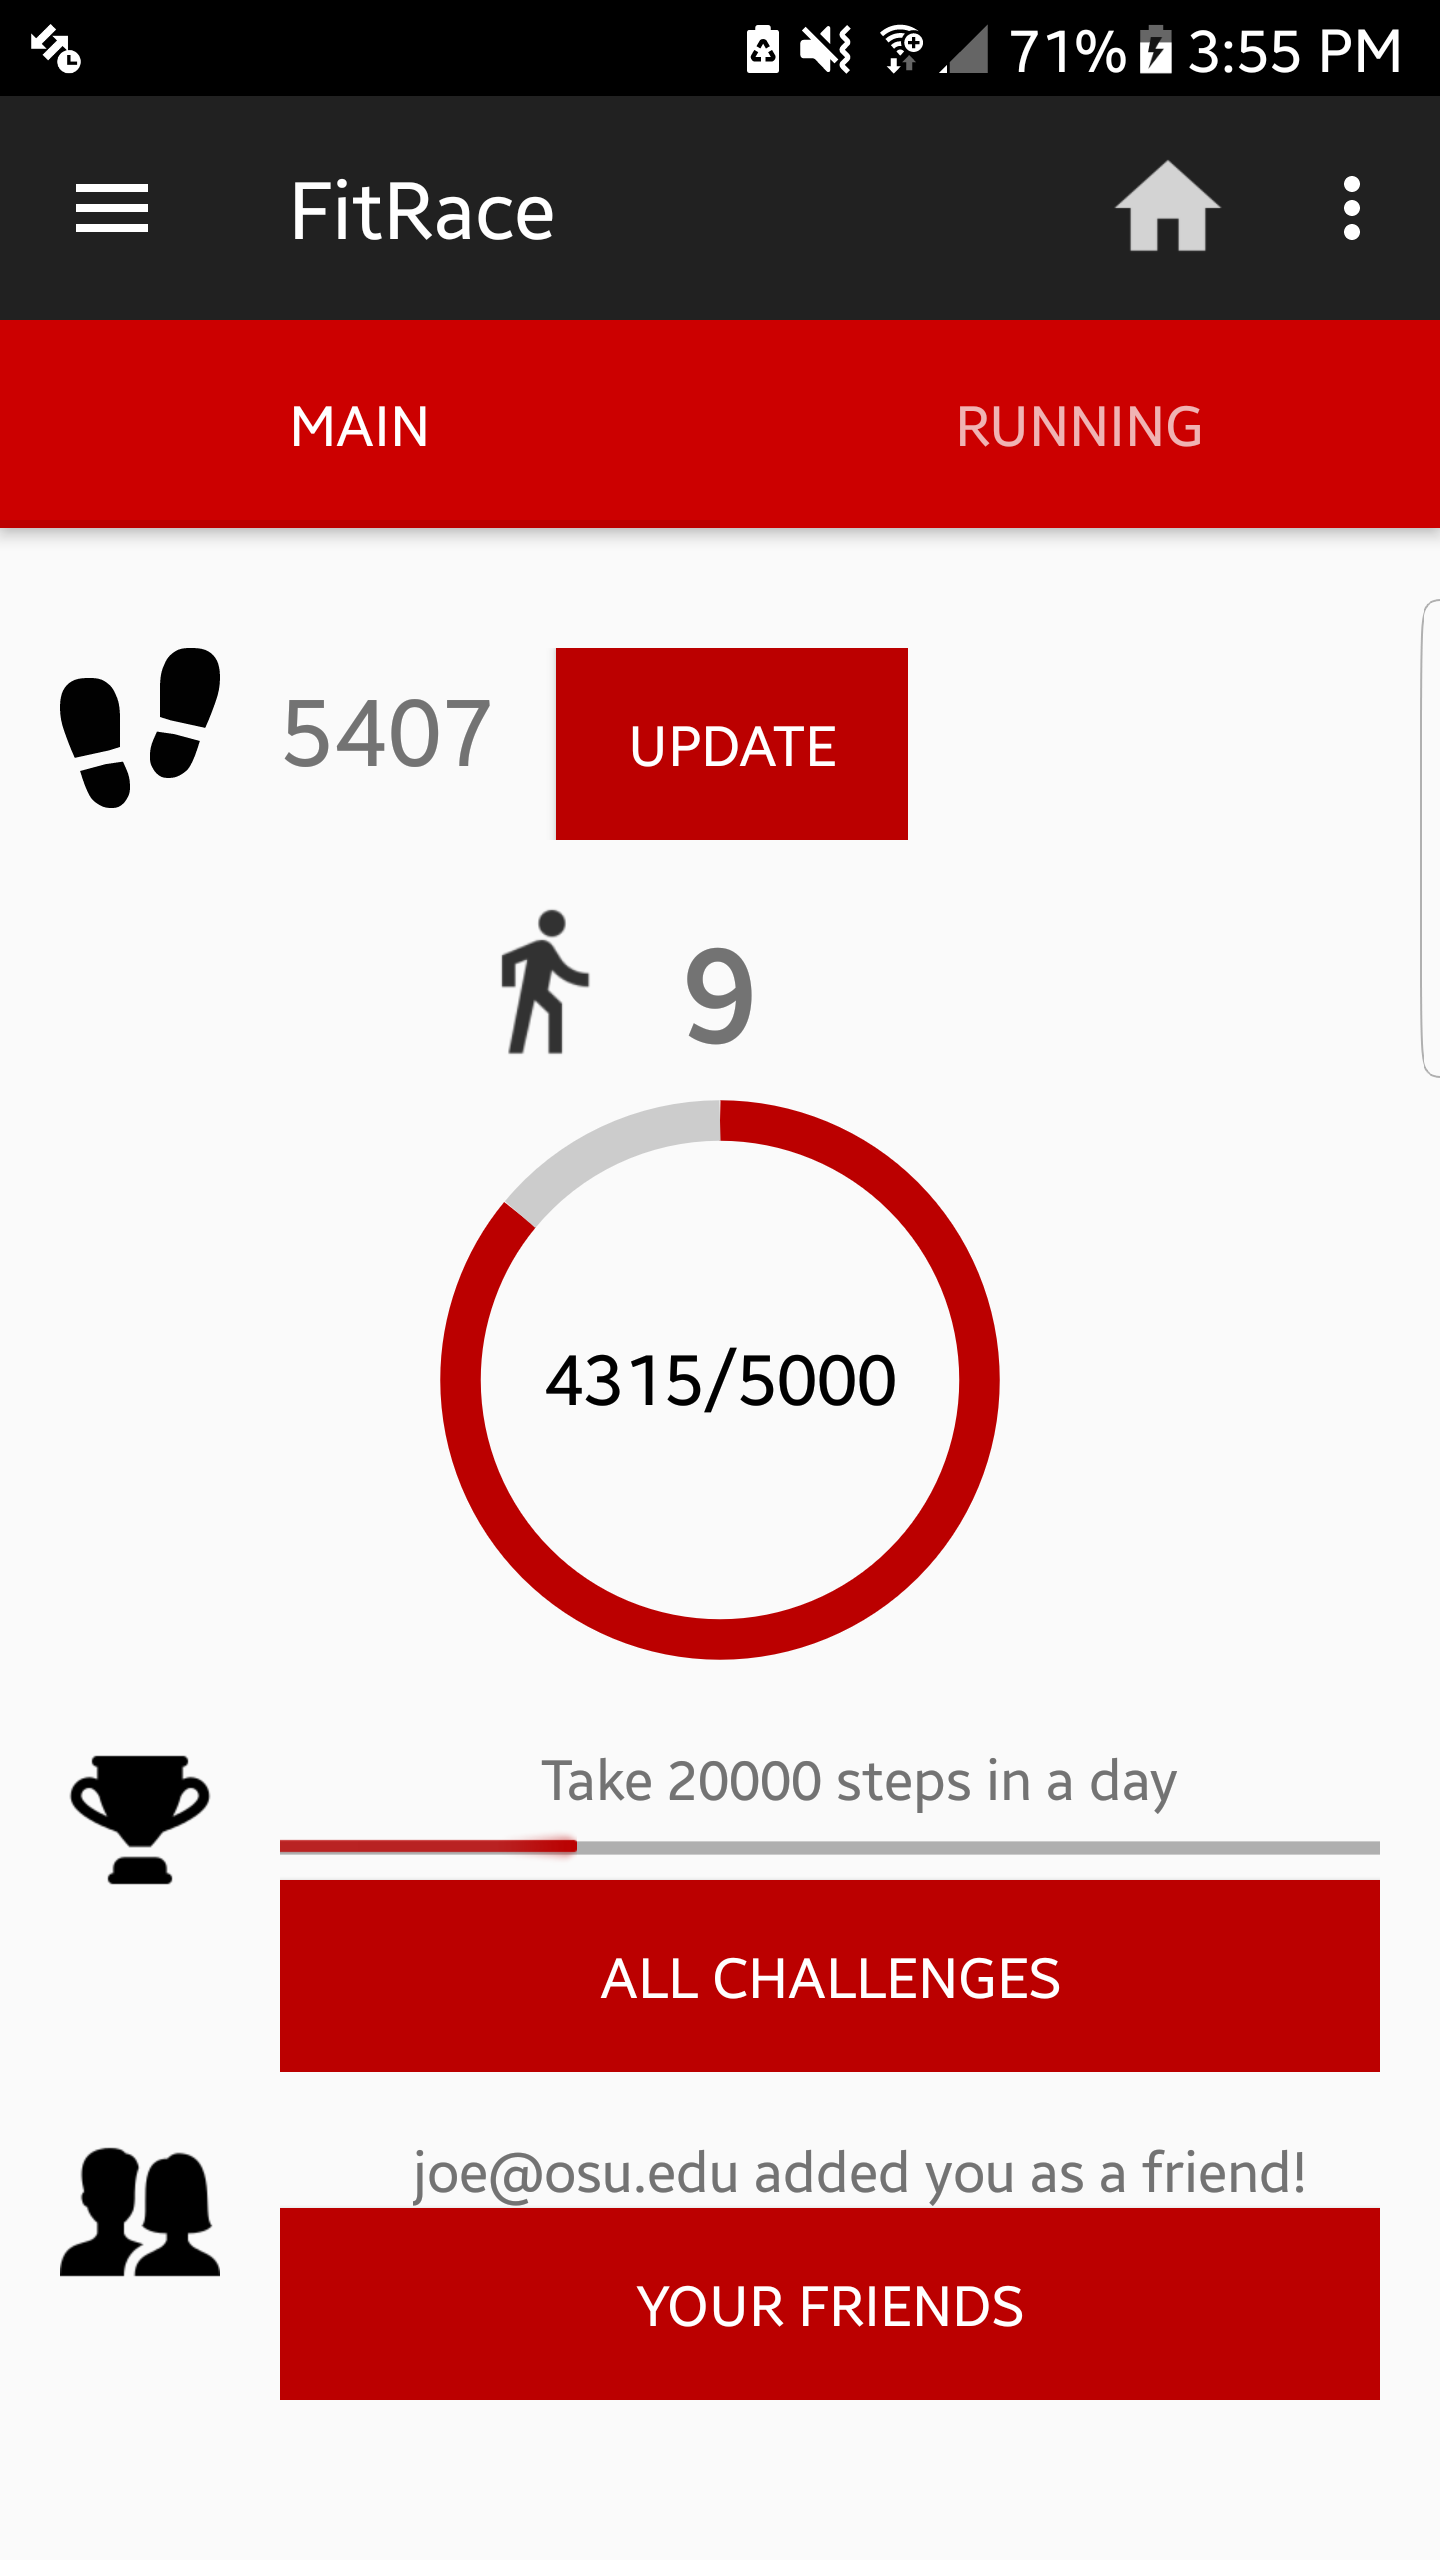 71% 3:55 PM
FitRace
MAIN RUNNING
5407 UPDATE
9
4315/5000
Take 20000 steps in a day
ALL CHALLENGES
joe@osu.edu added you as a friend!
YOUR FRIENDS